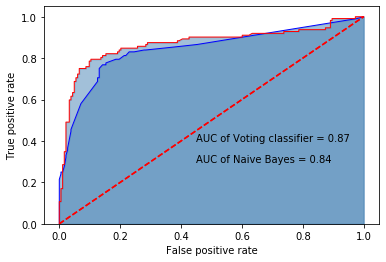 1.0
0.8
0.6
0.4
0.2
0.0
True positive rate
AUC of Voting classifier = 0.87
AUC of Naive Bayes = 0.84
0.0 0.2 0.4 0.6 0.8 1.0
False positive rate